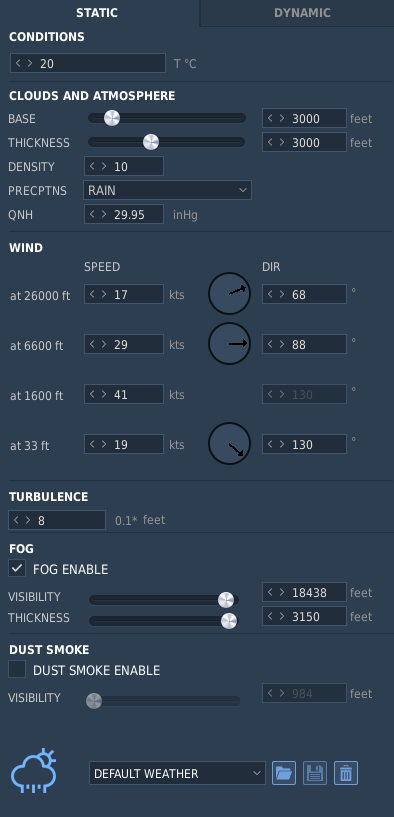 STATIC DYNAMIC
CONDITIONS
20 T °C
CLOUDS AND ATMOSPHERE
BASE 3000 feet
THICKNESS 3000 feet
DENSITY 10
PRECPTNS RAIN
QNH 29.95 inHg
WIND
SPEED DIR
at 26000 ft 17 kts 68 °
at 6600 ft 29 kts 88 °
at 1600 ft 41 kts 130
at 33 ft 19 kts 130 °
TURBULENCE
8 0.1* feet
FOG
FOG ENABLE
VISIBILITY 18438 feet
THICKNESS 3150 feet
DUST SMOKE
DUST SMOKE ENABLE
VISIBILITY 984 feet
DEFAULT WEATHER